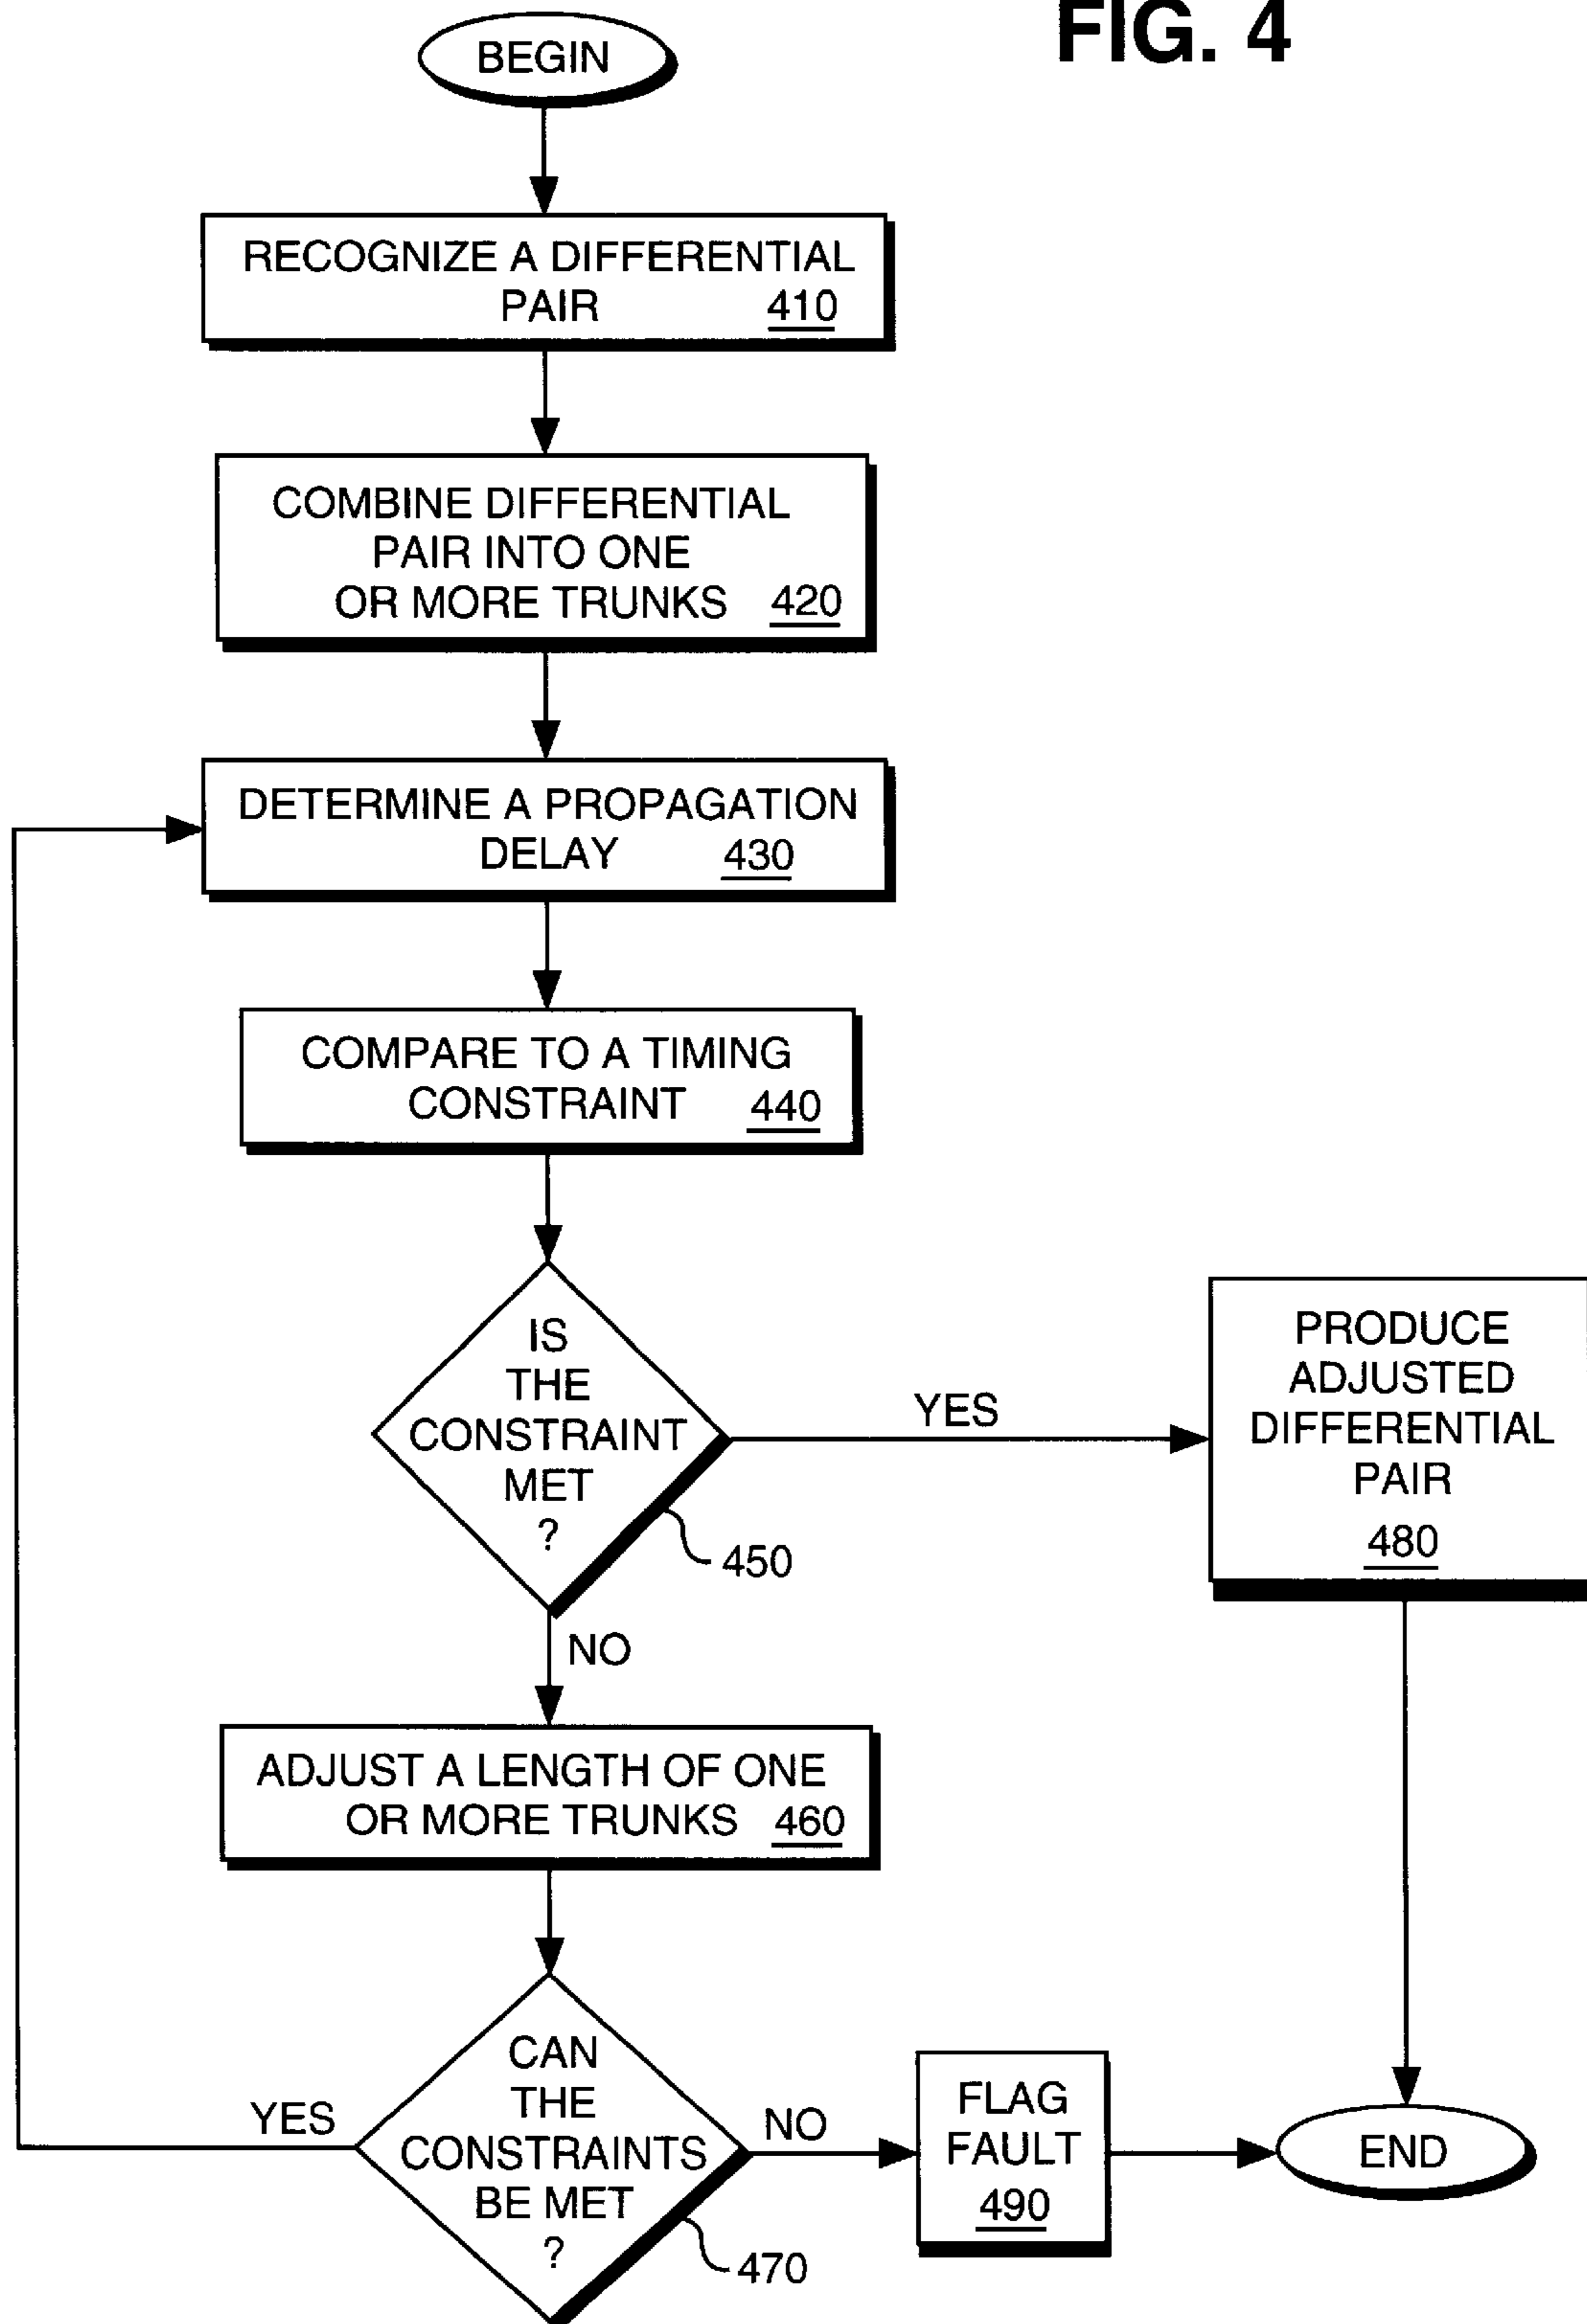 FIG. 4
BEGIN
RECOGNIZE A DIFFERENTIAL
PAIR 410
COMBINE DIFFERENTIAL
PAIR INTO ONE
OR MORE TRUNKS 420
DETERMINE A PROPAGATION
DELAY 430
COMPARE TO A TIMING
CONSTRAINT 440
IS
THE
CONSTRAINT
MET
?
450
YES
PRODUCE
ADJUSTED
DIFFERENTIAL
PAIR
480
NO
ADJUST A LENGTH OF ONE
OR MORE TRUNKS 460
CAN
THE
CONSTRAINTS
BE MET
?
470
YES
NO
FLAG
FAULT
490
END